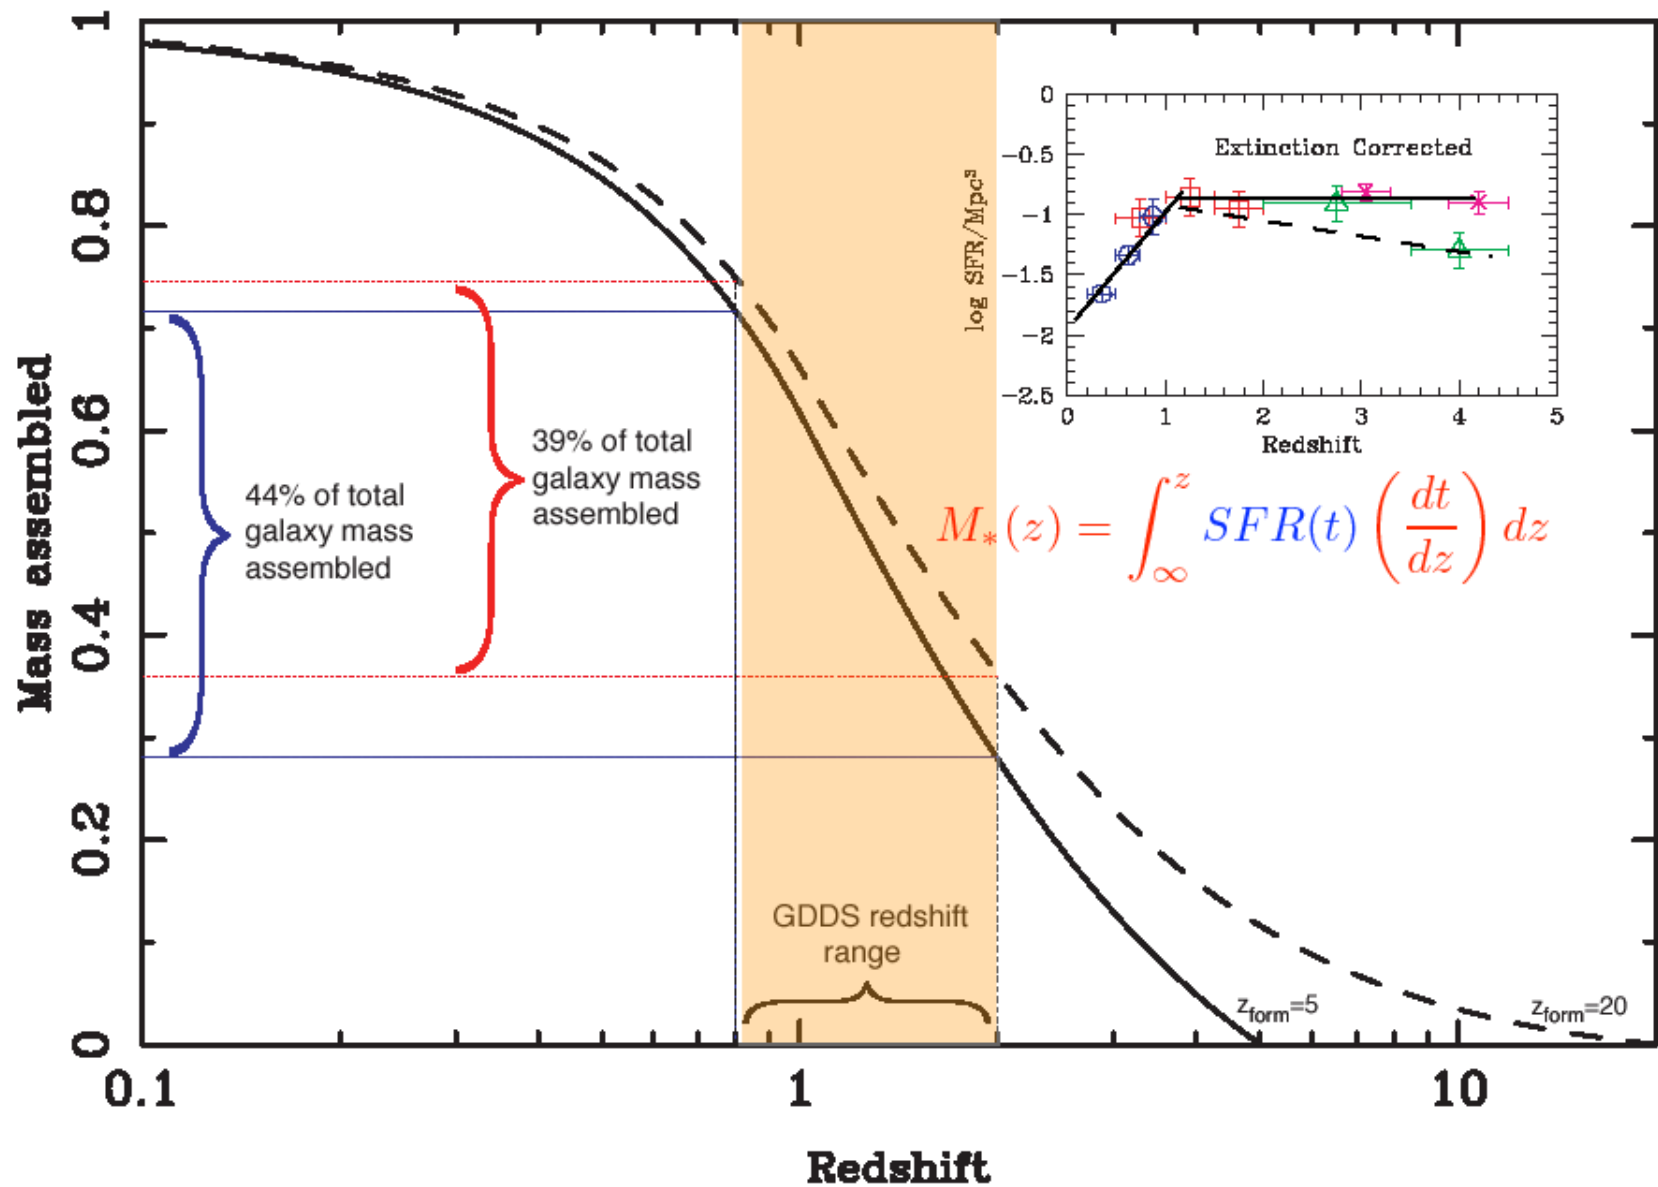 1
0.8
0.6
0.4
0.2
0
Mass assembled
0.1
1
10
Redshift
44% of total
galaxy mass
assembled
39% of total
galaxy mass
assembled
GDDS redshift
range
z_form=5
z_form=20
0
-0.5
-1
-1.5
-2
-2.5
log SFR/Mpc³
Extinction Corrected
0 1 2 3 4 5
Redshift
M_*(z) = ∫_∞^z SFR(t) (dt/dz) dz